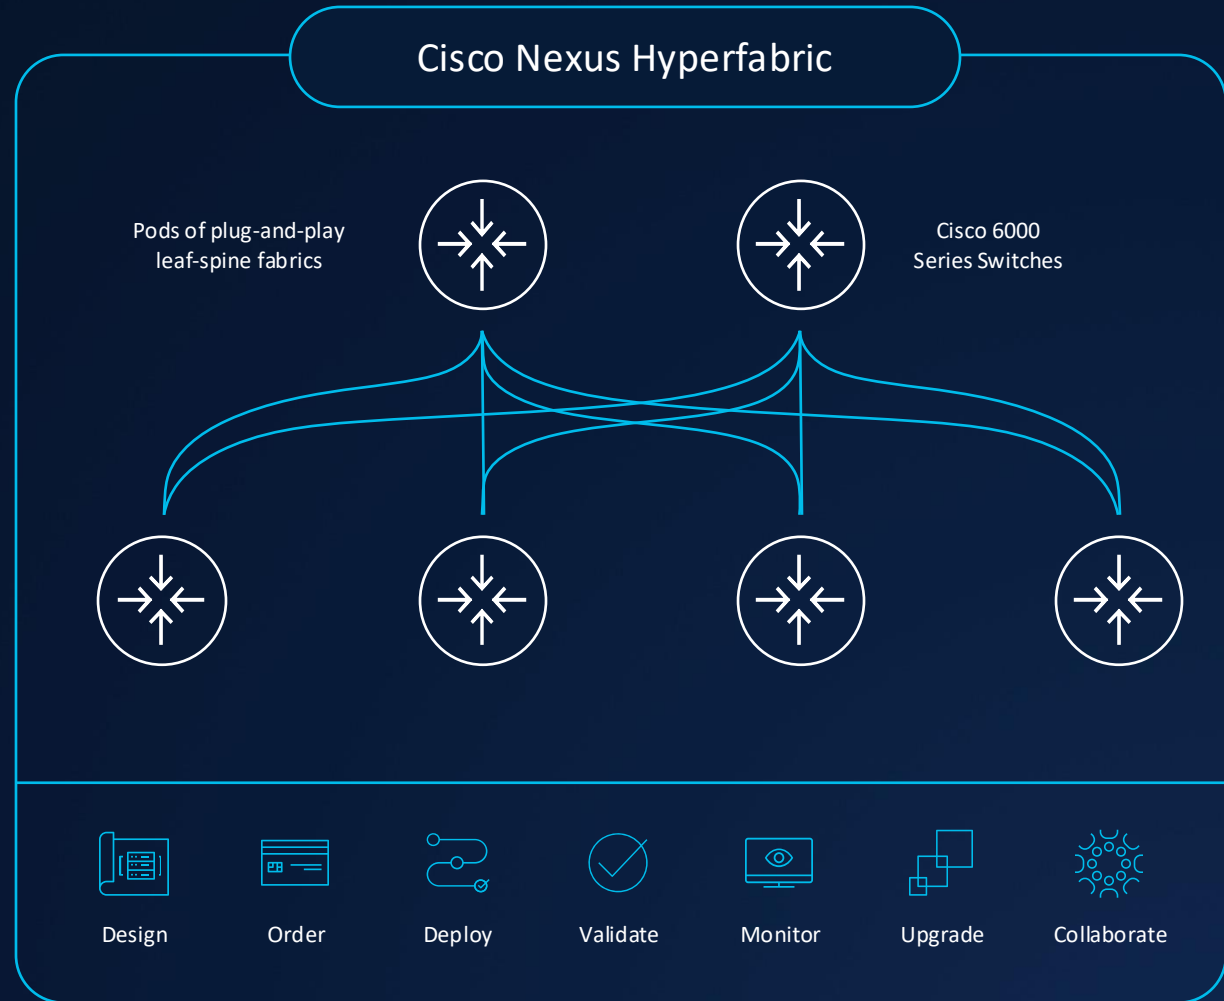 Cisco Nexus Hyperfabric
Pods of plug-and-play
leaf-spine fabrics
Cisco 6000
Series Switches
Design
Order
Deploy
Validate
Monitor
Upgrade
Collaborate